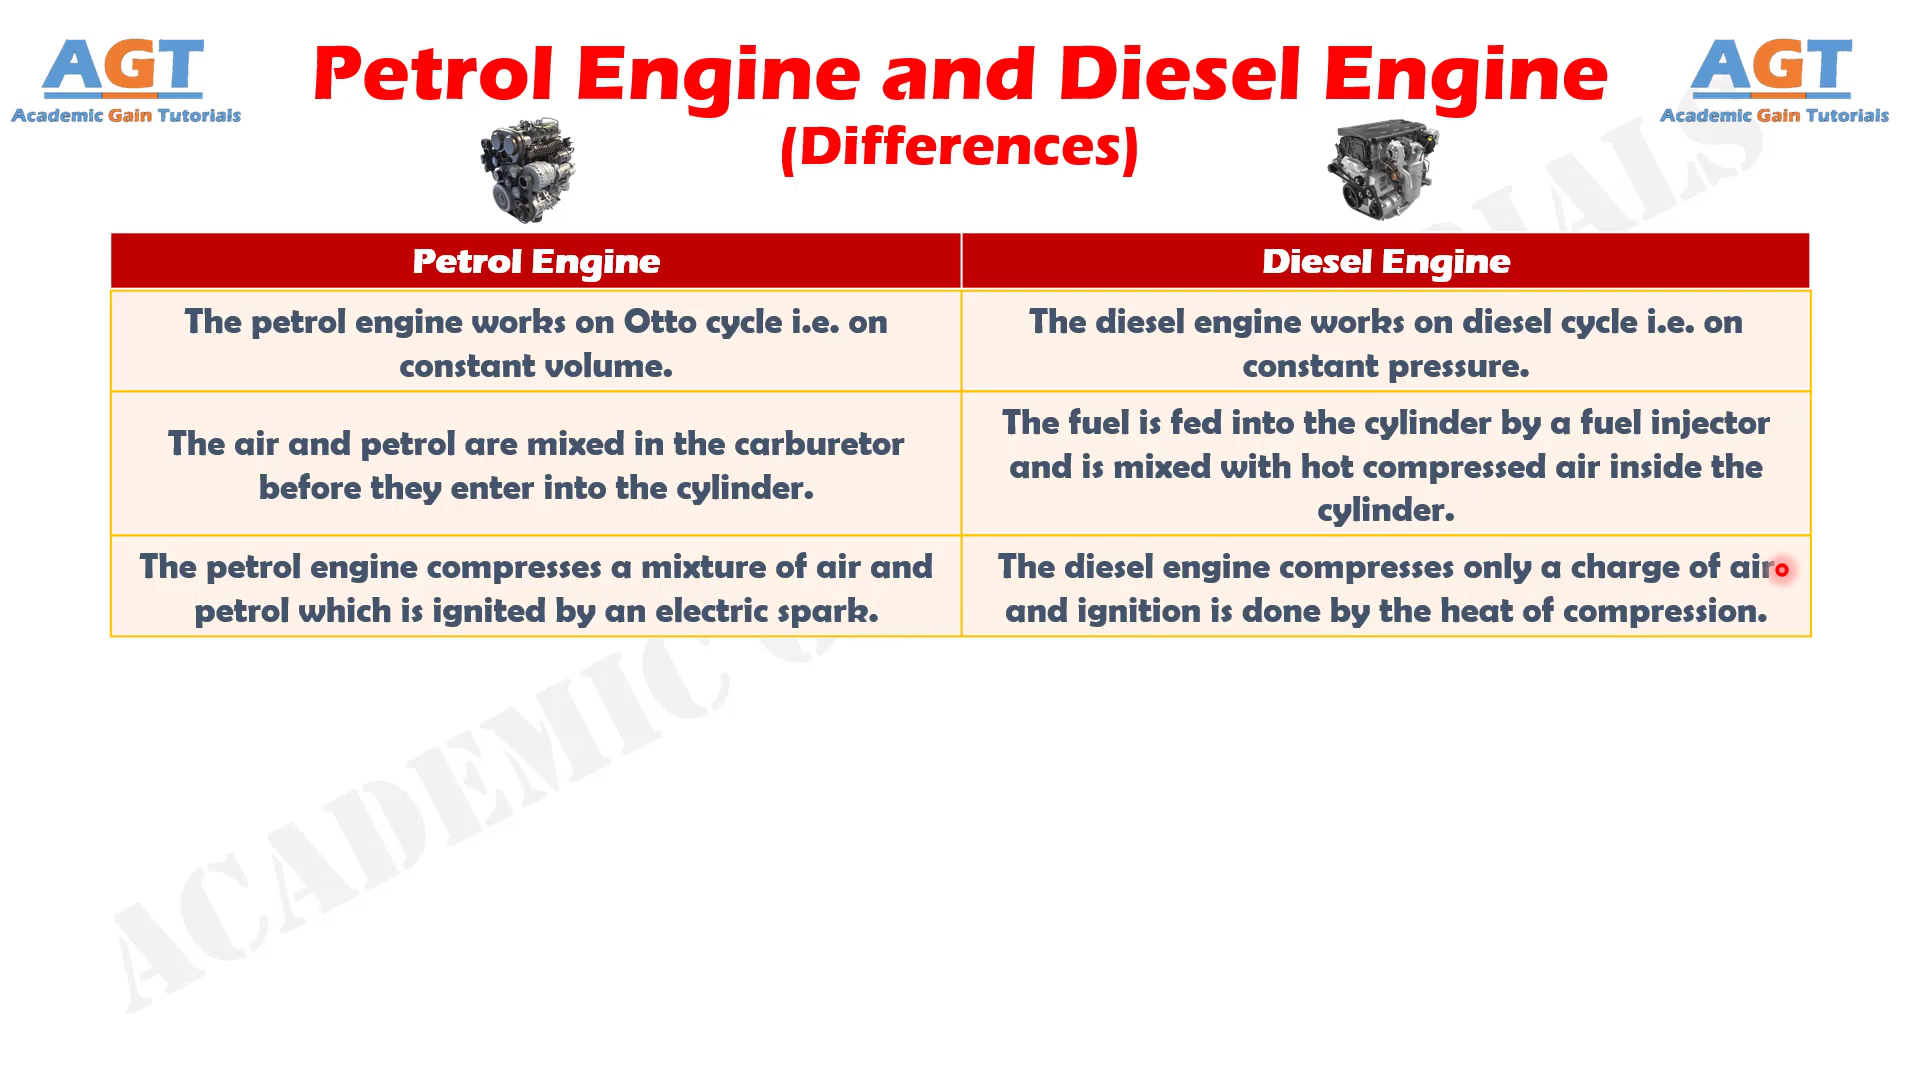 AGT
Academic Gain Tutorials
Petrol Engine and Diesel Engine
(Differences)
AGT
Academic Gain Tutorials
Petrol Engine
Diesel Engine
The petrol engine works on Otto cycle i.e. on
constant volume.
The diesel engine works on diesel cycle i.e. on
constant pressure.
The air and petrol are mixed in the carburetor
before they enter into the cylinder.
The fuel is fed into the cylinder by a fuel injector
and is mixed with hot compressed air inside the
cylinder.
The petrol engine compresses a mixture of air and
petrol which is ignited by an electric spark.
The diesel engine compresses only a charge of air
and ignition is done by the heat of compression.
ACADEMIC